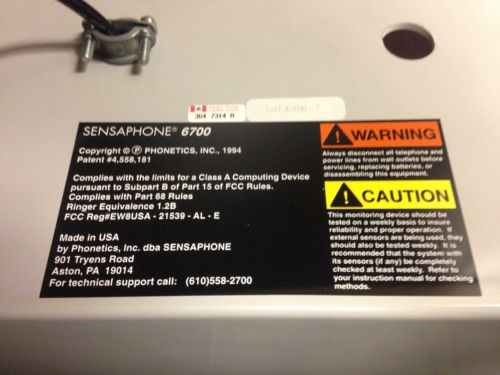 364 7314 A
SENSAPHONE® 6700
Copyright © ℗ PHONETICS, INC., 1994
Patent #4,558,181
Complies with the limits for a Class A Computing Device
pursuant to Subpart B of Part 15 of FCC Rules.
Complies with Part 68 Rules
Ringer Equivalence 1.2B
FCC Reg#EW8USA - 21539 - AL - E
Made in USA
by Phonetics, Inc. dba SENSAPHONE
901 Tryens Road
Aston, PA 19014
For technical support call: (610)558-2700
WARNING
Always disconnect all telephone and
power lines from wall outlets before
servicing, replacing batteries, or
disassembling this equipment.
CAUTION
This monitoring device should be
tested on a weekly basis to insure
reliability and proper operation. If
external sensors are being used, they
should also be tested weekly. It is
recommended that the system with
its sensors (if any) be completely
checked at least weekly. Refer to
your instruction manual for checking
methods.